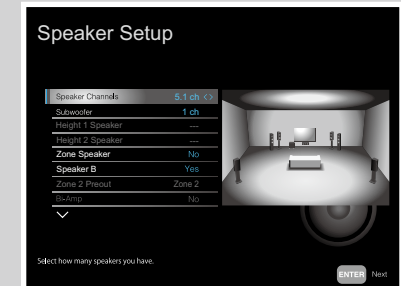 Speaker Setup
Speaker Channels 5.1 ch <>
Subwoofer 1 ch
Height 1 Speaker ---
Height 2 Speaker ---
Zone Speaker No
Speaker B Yes
Zone 2 Preout Zone 2
Bi-Amp No
Select how many speakers you have.
ENTER Next